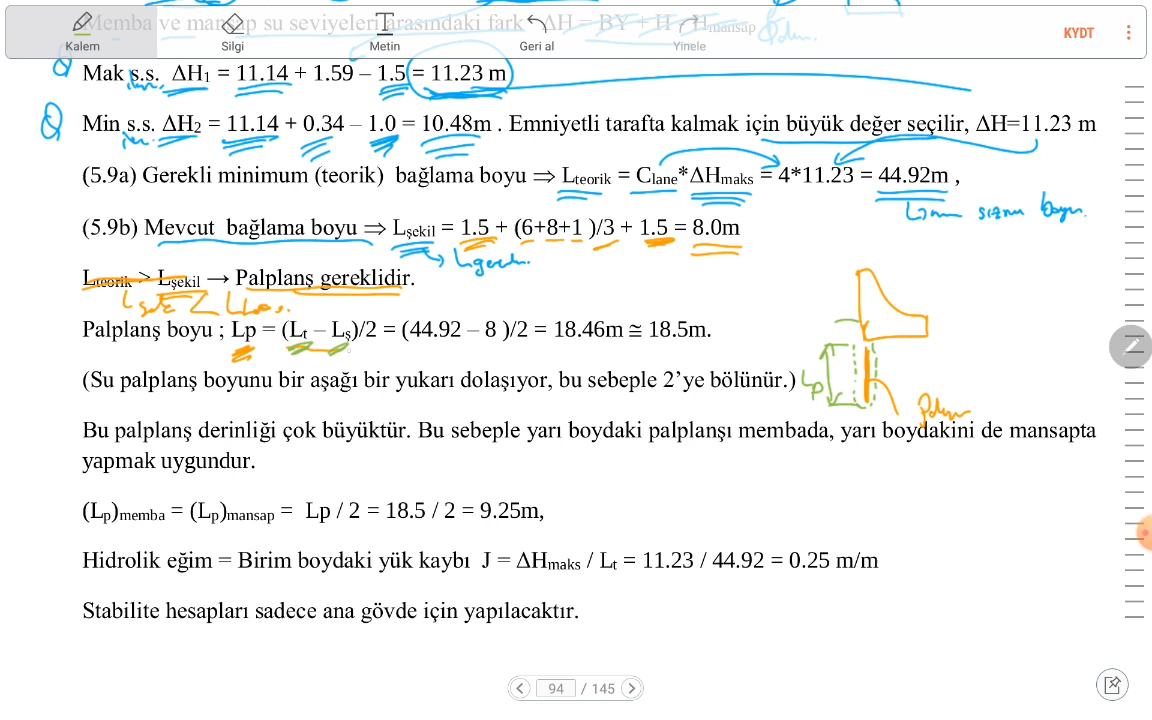 Memba ve mansap su seviyeleri arasındaki fark ΔH = BY + H – Hmansap
Kalem Silgi Metin Geri al Yinele KYDT
Mak s.s. ΔH1 = 11.14 + 1.59 – 1.5 = 11.23 m
Min s.s. ΔH2 = 11.14 + 0.34 – 1.0 = 10.48m . Emniyetli tarafta kalmak için büyük değer seçilir, ΔH=11.23 m
(5.9a) Gerekli minimum (teorik) bağlama boyu ⇒ Lteorik = Clane*ΔHmaks = 4*11.23 = 44.92m ,
(5.9b) Mevcut bağlama boyu ⇒ Lşekil = 1.5 + (6+8+1 )/3 + 1.5 = 8.0m
Lteorik > Lşekil → Palplanş gereklidir.
Palplanş boyu ; Lp = (Lt – Lş)/2 = (44.92 – 8 )/2 = 18.46m ≅ 18.5m.
(Su palplanş boyunu bir aşağı bir yukarı dolaşıyor, bu sebeple 2’ye bölünür.) Lp
Bu palplanş derinliği çok büyüktür. Bu sebeple yarı boydaki palplanşı membada, yarı boydakini de mansapta
yapmak uygundur.
(Lp)memba = (Lp)mansap = Lp / 2 = 18.5 / 2 = 9.25m,
Hidrolik eğim = Birim boydaki yük kaybı J = ΔHmaks / Lt = 11.23 / 44.92 = 0.25 m/m
Stabilite hesapları sadece ana gövde için yapılacaktır.
94 / 145